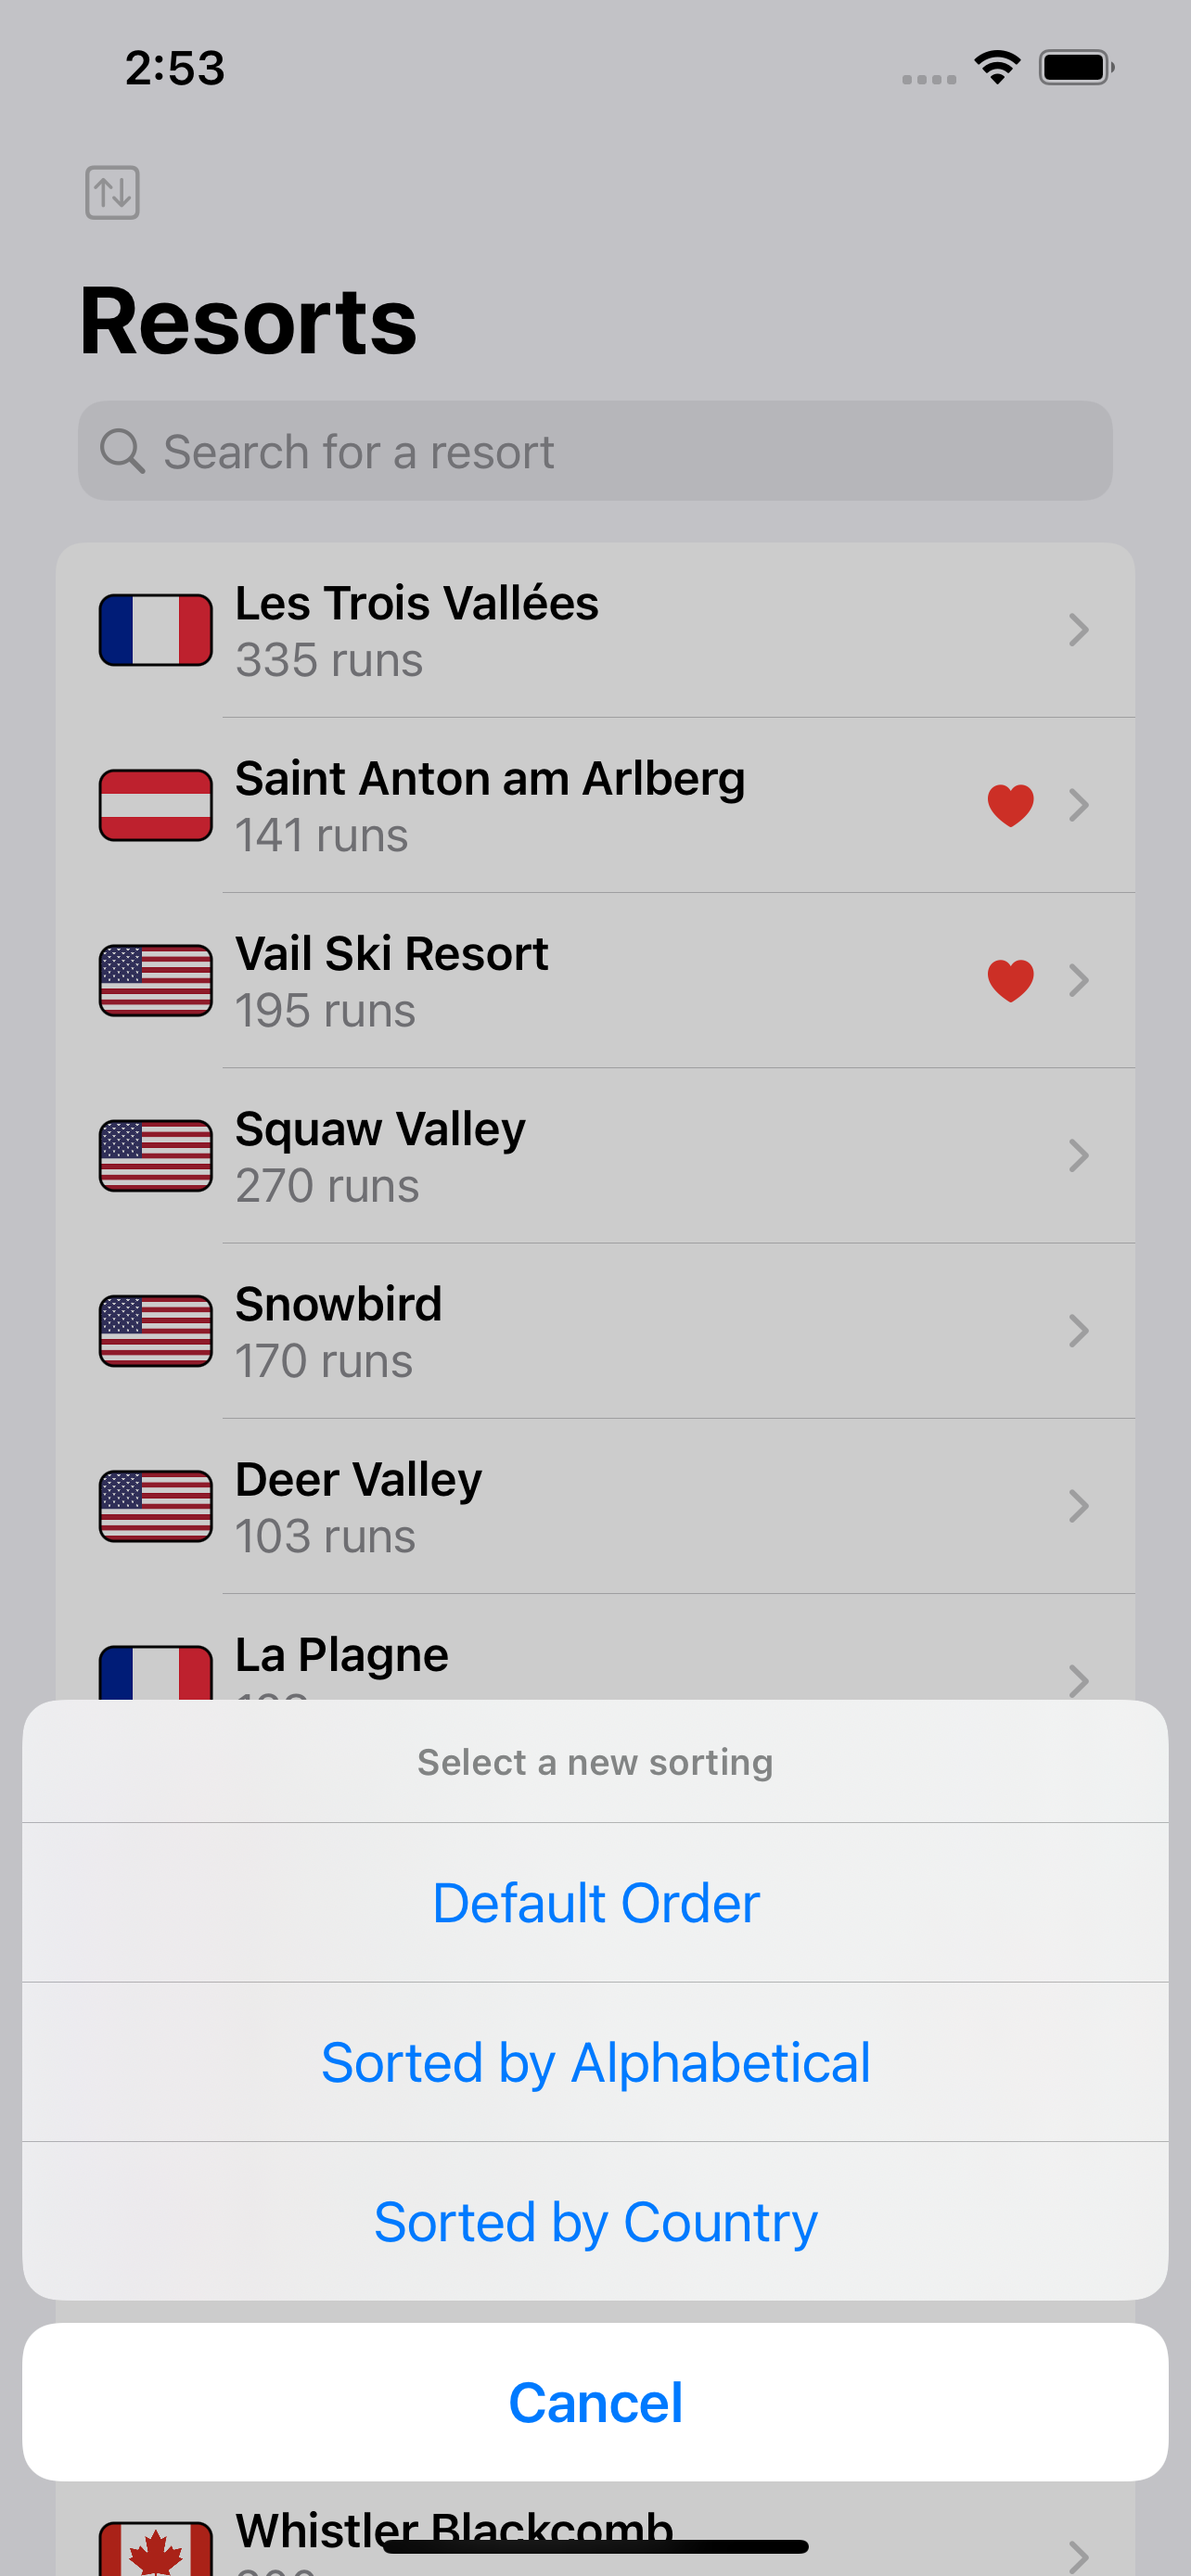 2:53
Resorts
Search for a resort
Les Trois Vallées
335 runs
Saint Anton am Arlberg
141 runs
Vail Ski Resort
195 runs
Squaw Valley
270 runs
Snowbird
170 runs
Deer Valley
103 runs
La Plagne
Select a new sorting
Default Order
Sorted by Alphabetical
Sorted by Country
Cancel
Whistler Blackcomb